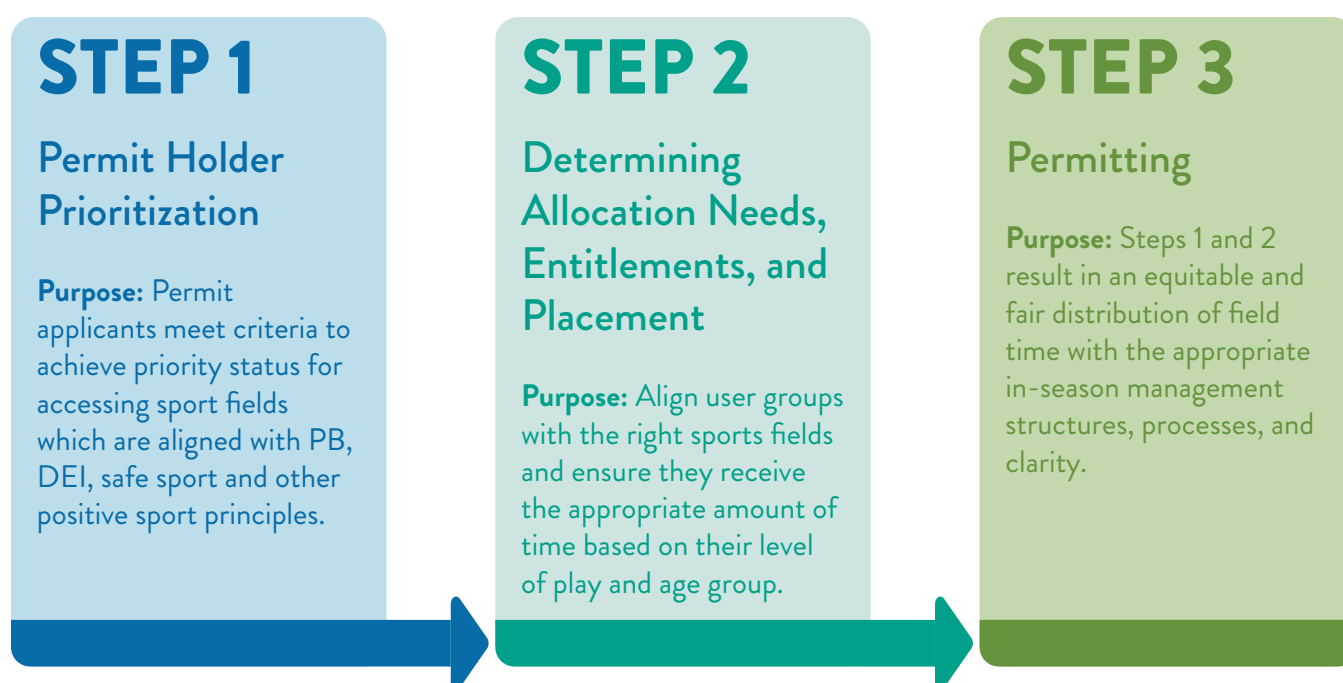 STEP 1
Permit Holder
Prioritization
Purpose: Permit
applicants meet criteria to
achieve priority status for
accessing sport fields
which are aligned with PB,
DEI, safe sport and other
positive sport principles.
STEP 2
Determining
Allocation Needs,
Entitlements, and
Placement
Purpose: Align user groups
with the right sports fields
and ensure they receive
the appropriate amount of
time based on their level
of play and age group.
STEP 3
Permitting
Purpose: Steps 1 and 2
result in an equitable and
fair distribution of field
time with the appropriate
in-season management
structures, processes, and
clarity.